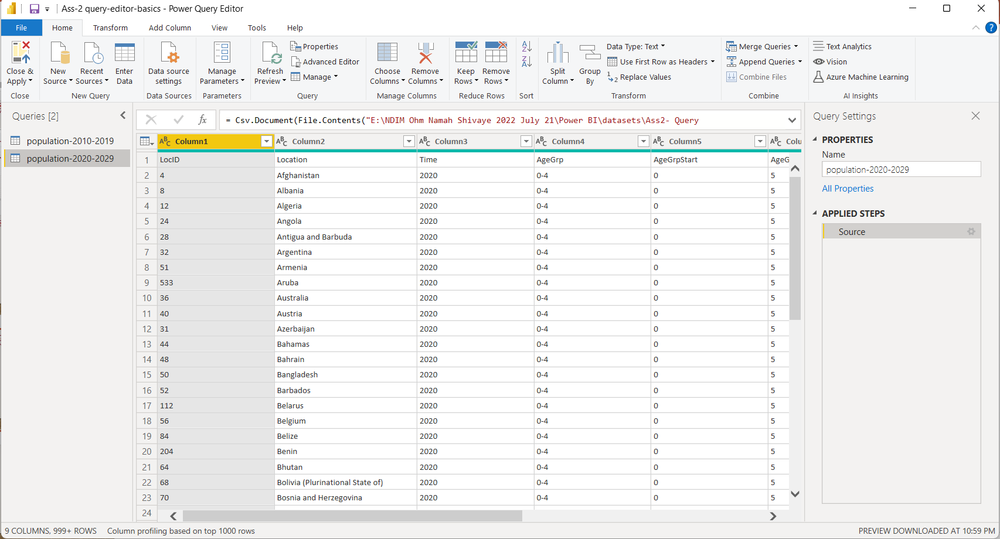 Ass-2 query-editor-basics - Power Query Editor
File Home Transform Add Column View Tools Help
Close & Apply
New Source
Recent Sources
Enter Data
Data source settings
Manage Parameters
Refresh Preview
Properties
Advanced Editor
Manage
Choose Columns
Remove Columns
Keep Rows
Remove Rows
Split Column
Group By
Data Type: Text
Use First Row as Headers
Replace Values
Merge Queries
Append Queries
Combine Files
Text Analytics
Vision
Azure Machine Learning
Close New Query Data Sources Parameters Query Manage Columns Reduce Rows Sort Transform Combine AI Insights
Queries [2]
population-2010-2019
population-2020-2029
fx = Csv.Document(File.Contents("E:\NDIM Ohm Namah Shivaye 2022 July 21\Power BI\datasets\Ass2- Query
Column1 Column2 Column3 Column4 Column5 Colu
1 LocID Location Time AgeGrp AgeGrpStart AgeG
2 4 Afghanistan 2020 0-4 0 5
3 8 Albania 2020 0-4 0 5
4 12 Algeria 2020 0-4 0 5
5 24 Angola 2020 0-4 0 5
6 28 Antigua and Barbuda 2020 0-4 0 5
7 32 Argentina 2020 0-4 0 5
8 51 Armenia 2020 0-4 0 5
9 533 Aruba 2020 0-4 0 5
10 36 Australia 2020 0-4 0 5
11 40 Austria 2020 0-4 0 5
12 31 Azerbaijan 2020 0-4 0 5
13 44 Bahamas 2020 0-4 0 5
14 48 Bahrain 2020 0-4 0 5
15 50 Bangladesh 2020 0-4 0 5
16 52 Barbados 2020 0-4 0 5
17 112 Belarus 2020 0-4 0 5
18 56 Belgium 2020 0-4 0 5
19 84 Belize 2020 0-4 0 5
20 204 Benin 2020 0-4 0 5
21 64 Bhutan 2020 0-4 0 5
22 68 Bolivia (Plurinational State of) 2020 0-4 0 5
23 70 Bosnia and Herzegovina 2020 0-4 0 5
24
Query Settings
PROPERTIES
Name
population-2020-2029
All Properties
APPLIED STEPS
Source
9 COLUMNS, 999+ ROWS Column profiling based on top 1000 rows PREVIEW DOWNLOADED AT 10:59 PM